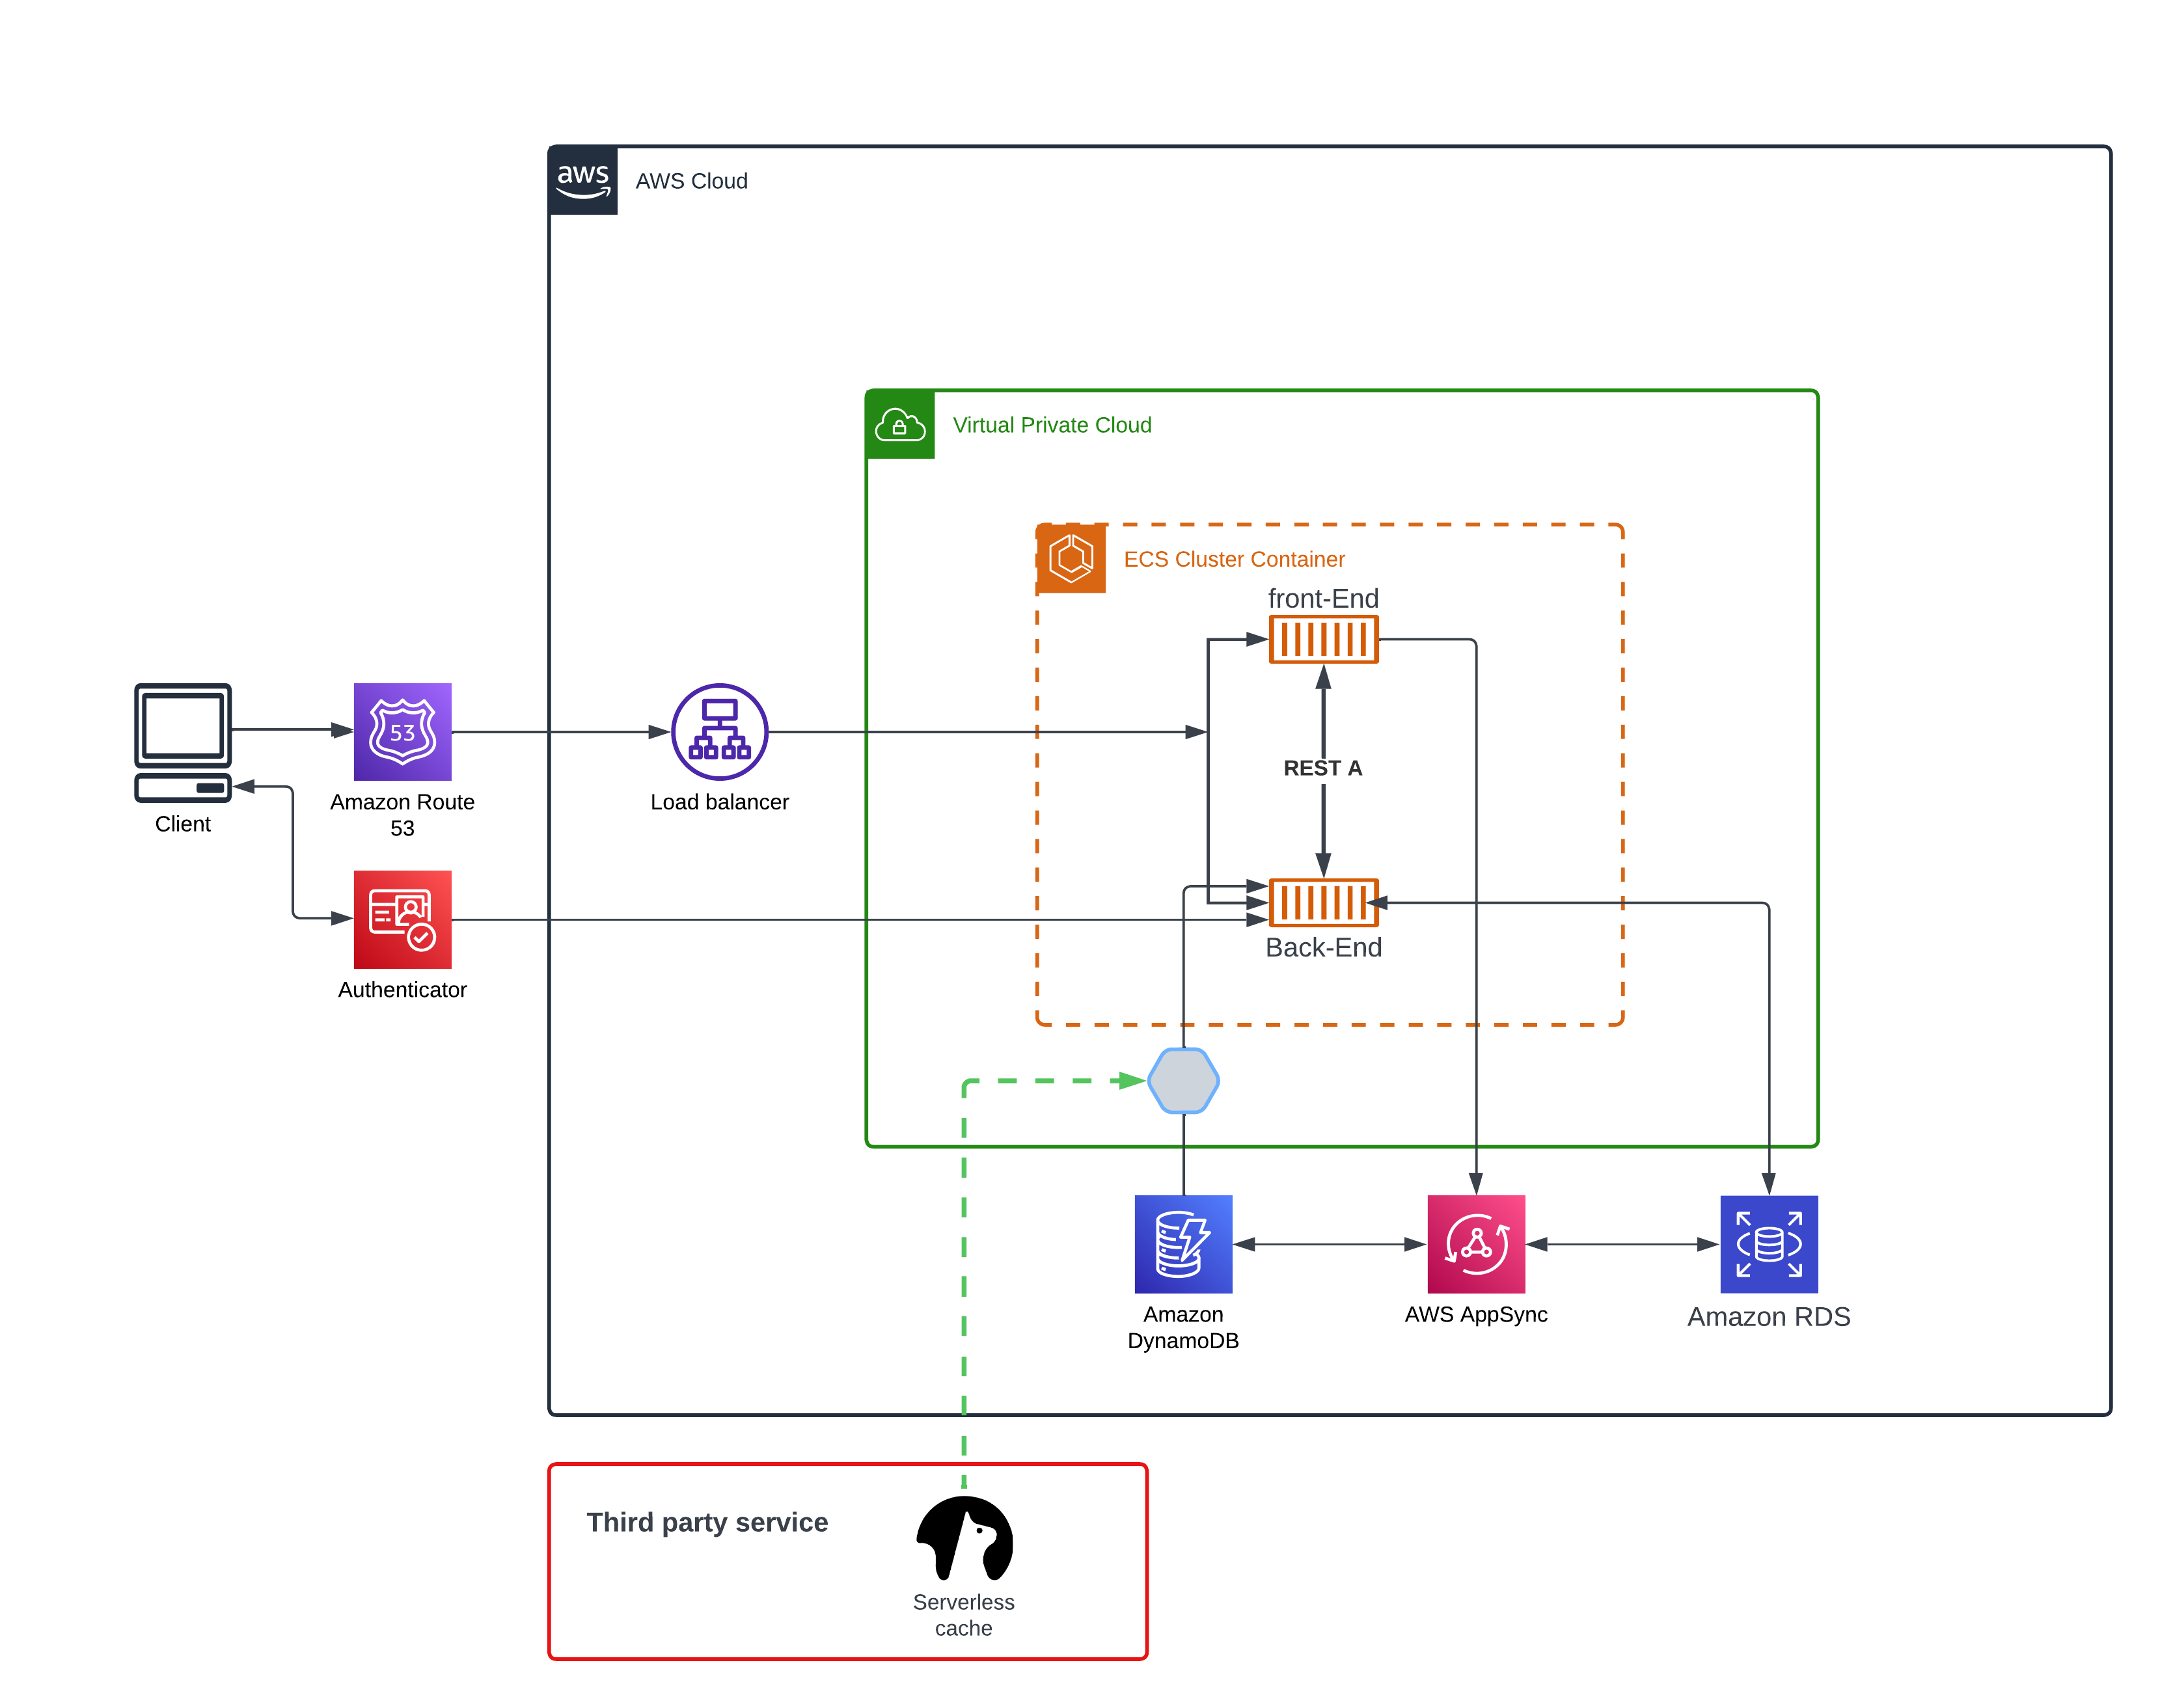 aws
AWS Cloud
Virtual Private Cloud
ECS Cluster Container
front-End
53
REST A
Client
Amazon Route
53
Load balancer
Back-End
Authenticator
Amazon
DynamoDB
AWS AppSync
Amazon RDS
Third party service
Serverless
cache